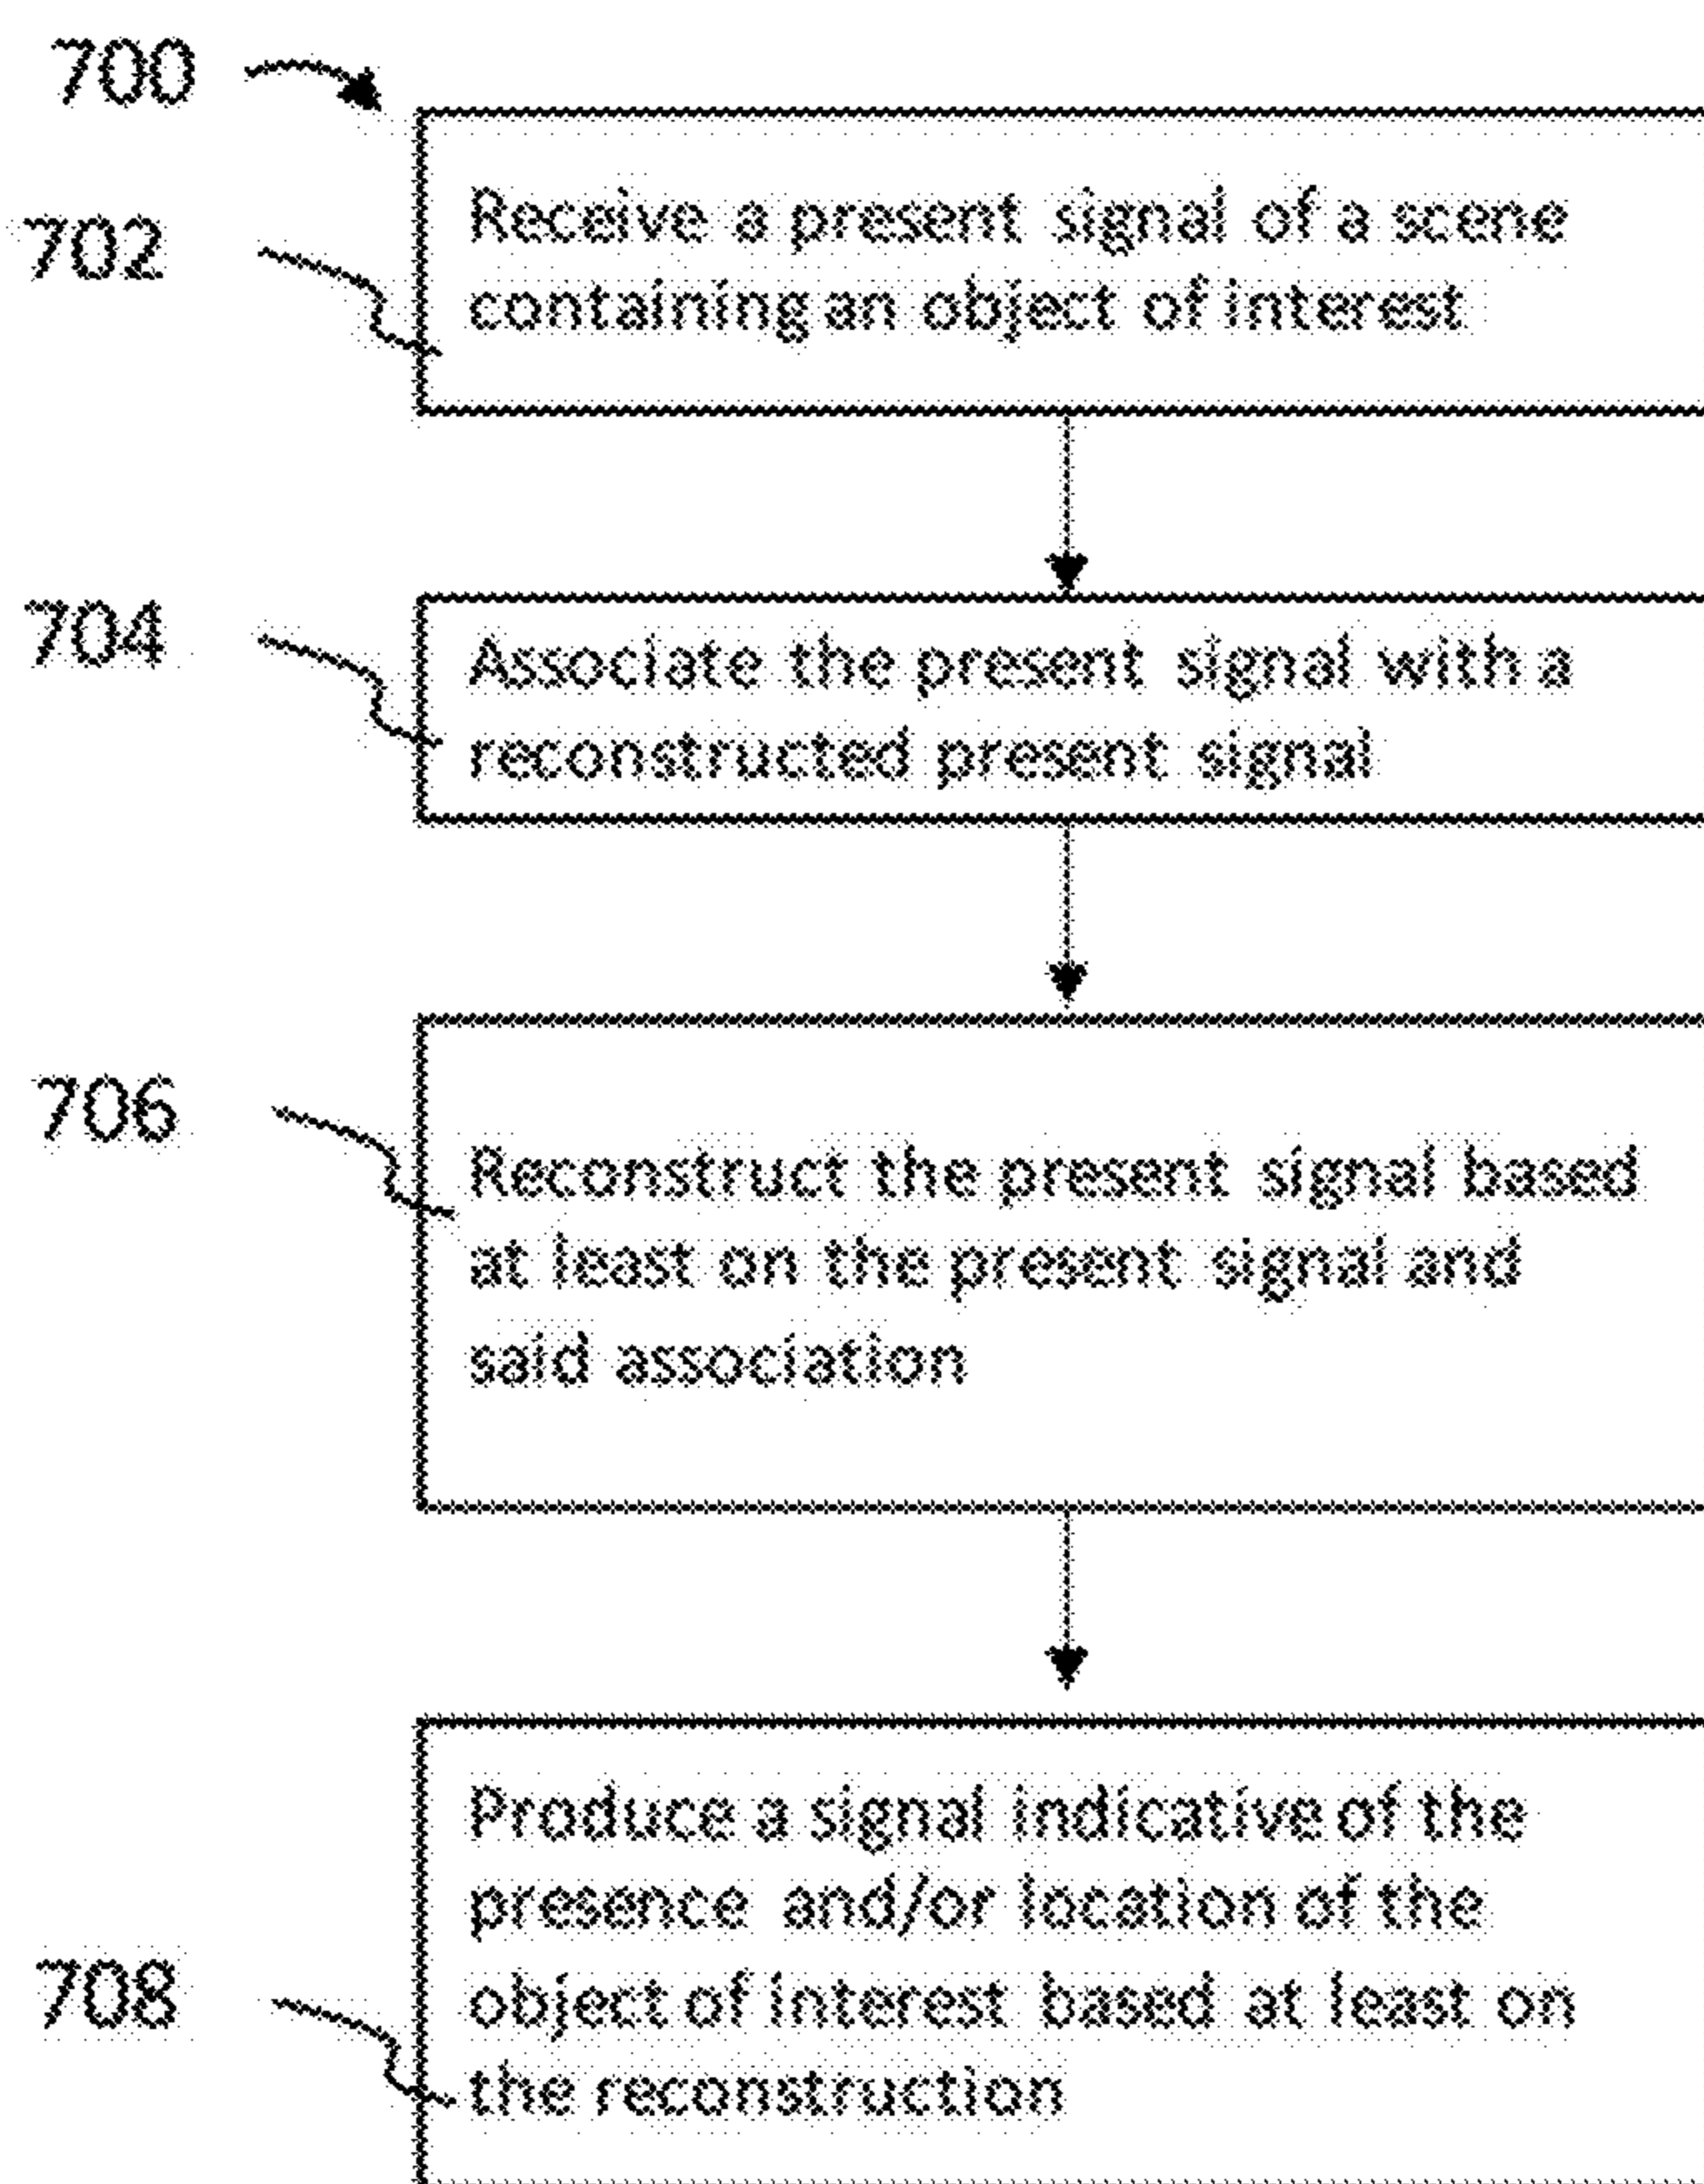 700
702
Receive a present signal of a scene
containing an object of interest
704
Associate the present signal with a
reconstructed present signal
706
Reconstruct the present signal based
at least on the present signal and
said association
Produce a signal indicative of the
presence and/or location of the
708
object of interest based at least on
the reconstruction